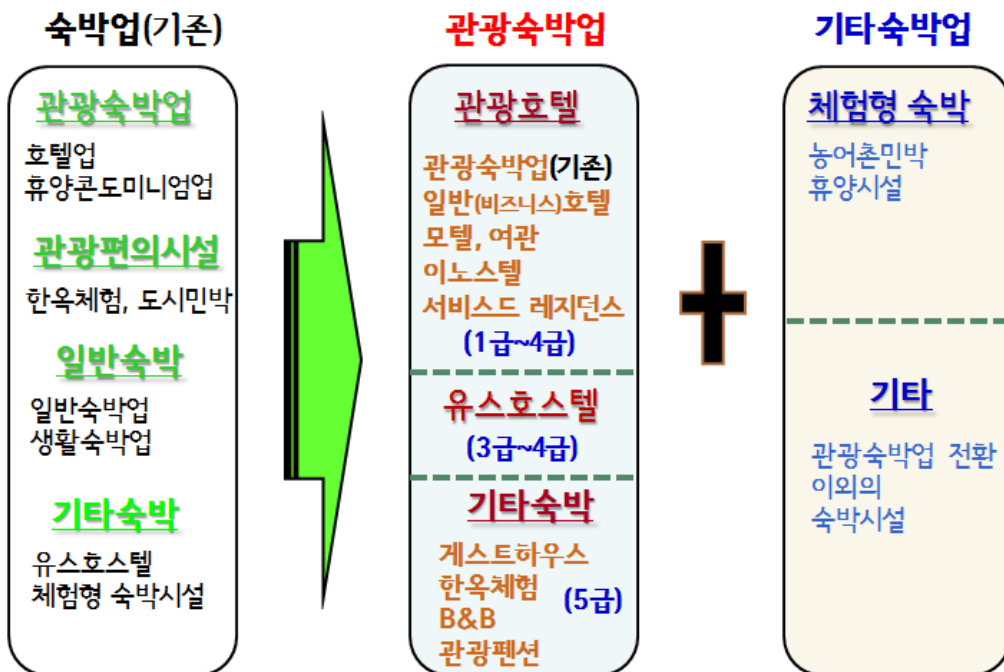 숙박업(기존)
관광숙박업
호텔업
휴양콘도미니엄업
관광편의시설
한옥체험, 도시민박
일반숙박
일반숙박업
생활숙박업
기타숙박
유스호스텔
체험형 숙박시설
관광숙박업
관광호텔
관광숙박업(기존)
일반(비즈니스)호텔
모텔, 여관
이노스텔
서비스드 레지던스
(1급~4급)
유스호스텔
(3급~4급)
기타숙박
게스트하우스
한옥체험
B&B
관광펜션
(5급)
기타숙박업
체험형 숙박
농어촌민박
휴양시설
기타
관광숙박업 전환
이외의
숙박시설